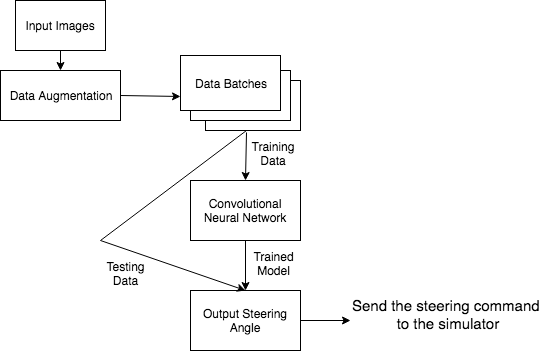 Input Images
Data Augmentation
Data Batches
Training
Data
Convolutional
Neural Network
Testing
Data
Trained
Model
Output Steering
Angle
Send the steering command
to the simulator